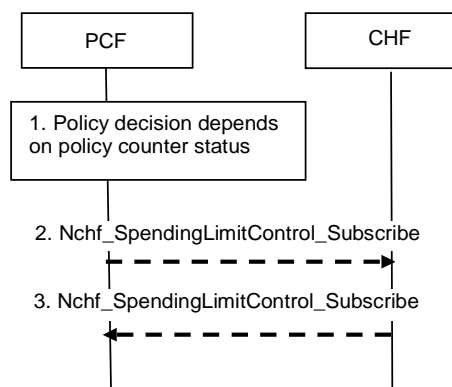 PCF
CHF
1. Policy decision depends
on policy counter status
2. Nchf_SpendingLimitControl_Subscribe
3. Nchf_SpendingLimitControl_Subscribe